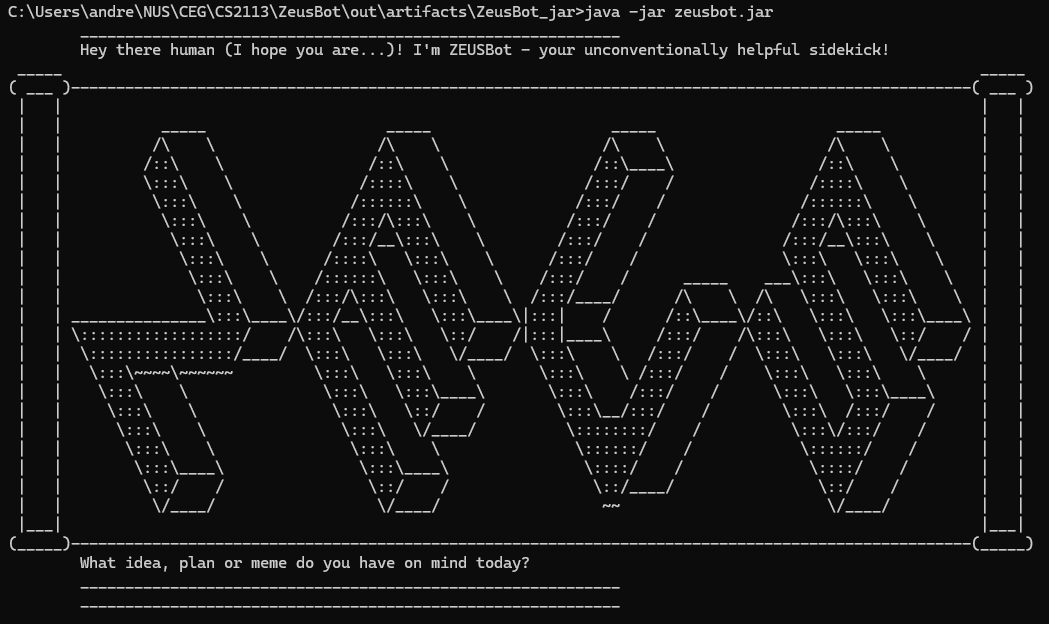 C:\Users\andre\NUS\CEG\CS2113\ZeusBot\out\artifacts\ZeusBot_jar>java -jar zeusbot.jar
Hey there human (I hope you are...)! I'm ZEUSBot - your unconventionally helpful sidekick!
What idea, plan or meme do you have on mind today?